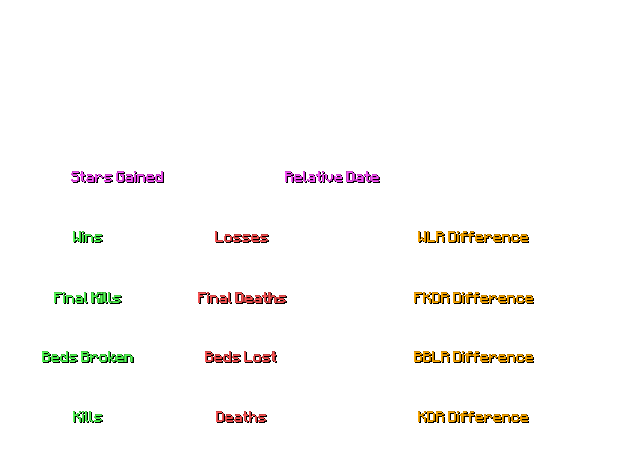 Stars Gained Relative Date
Wins Losses WLR Difference
Final Kills Final Deaths FKDR Difference
Beds Broken Beds Lost BBLR Difference
Kills Deaths KDR Difference